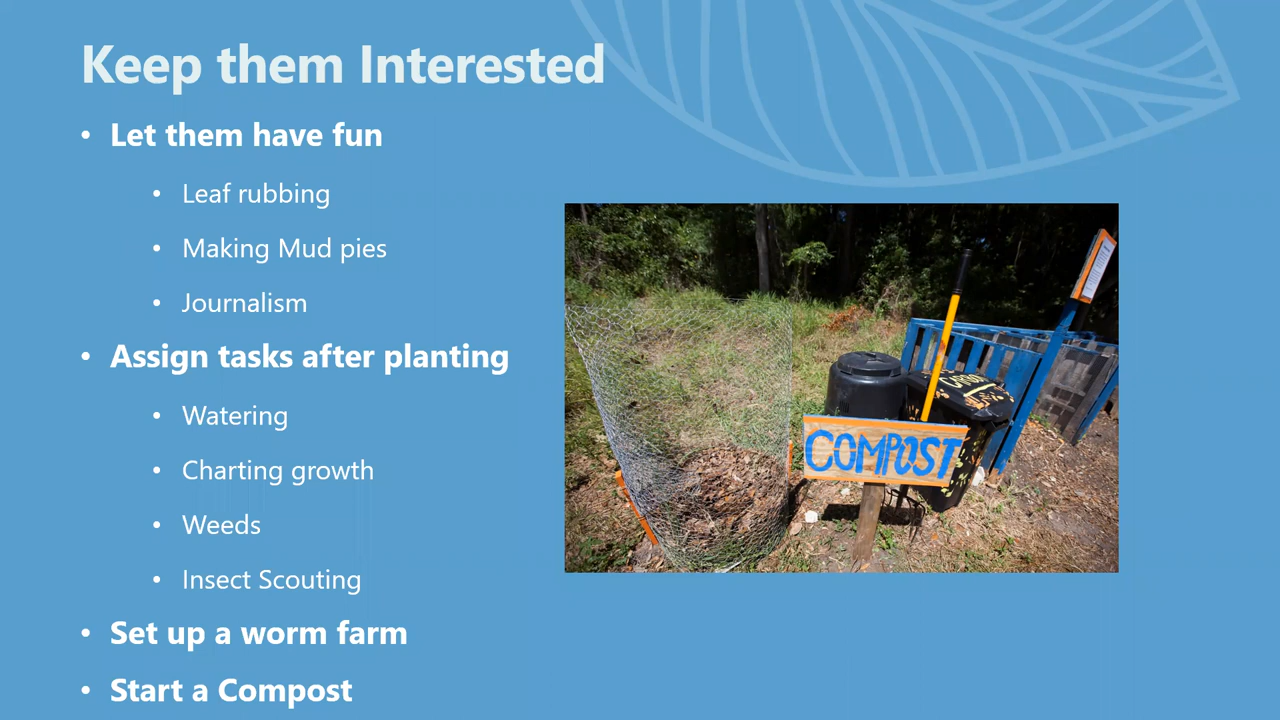 Keep them Interested
• Let them have fun
• Leaf rubbing
• Making Mud pies
• Journalism
• Assign tasks after planting
• Watering
• Charting growth
• Weeds
• Insect Scouting
• Set up a worm farm
• Start a Compost
COMPOST